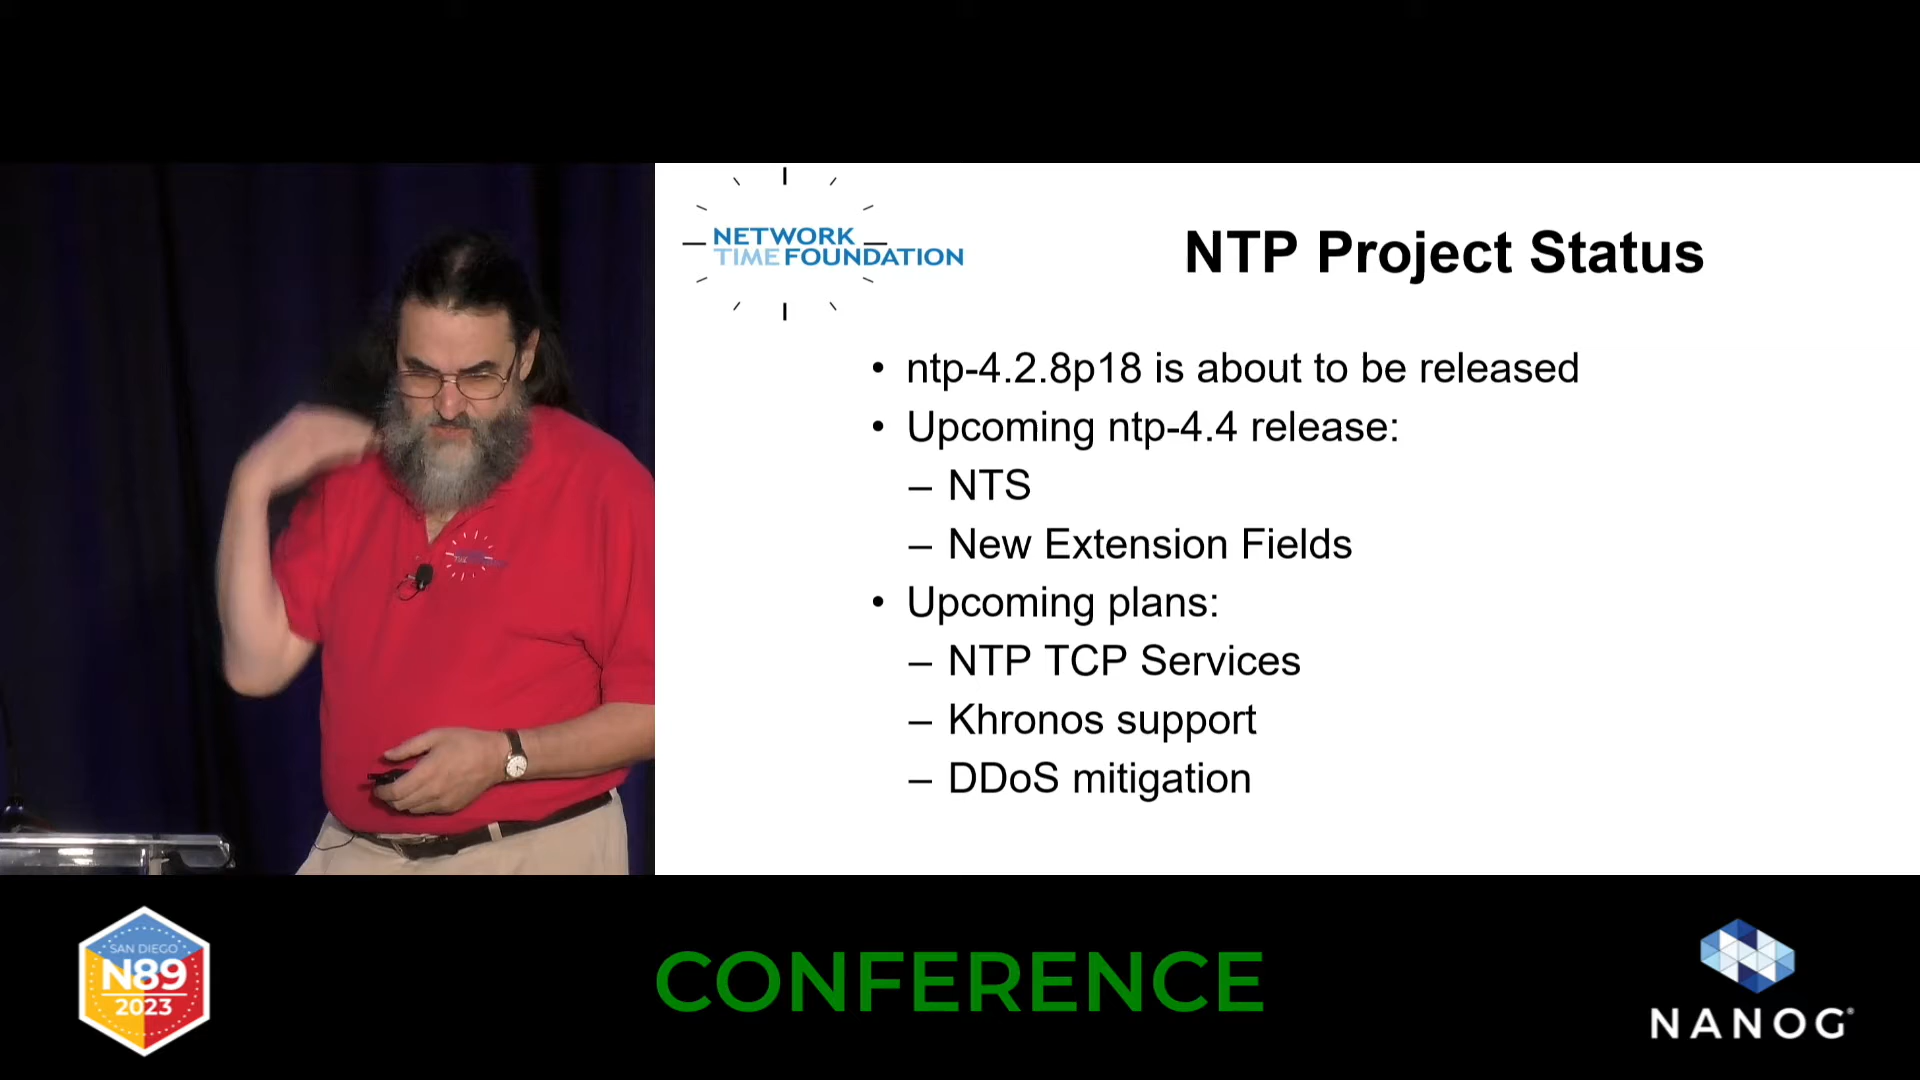 NETWORK
TIME FOUNDATION
NTP Project Status
• ntp-4.2.8p18 is about to be released
• Upcoming ntp-4.4 release:
– NTS
– New Extension Fields
• Upcoming plans:
– NTP TCP Services
– Khronos support
– DDoS mitigation
SAN DIEGO
N89
2023
CONFERENCE
NANOG®